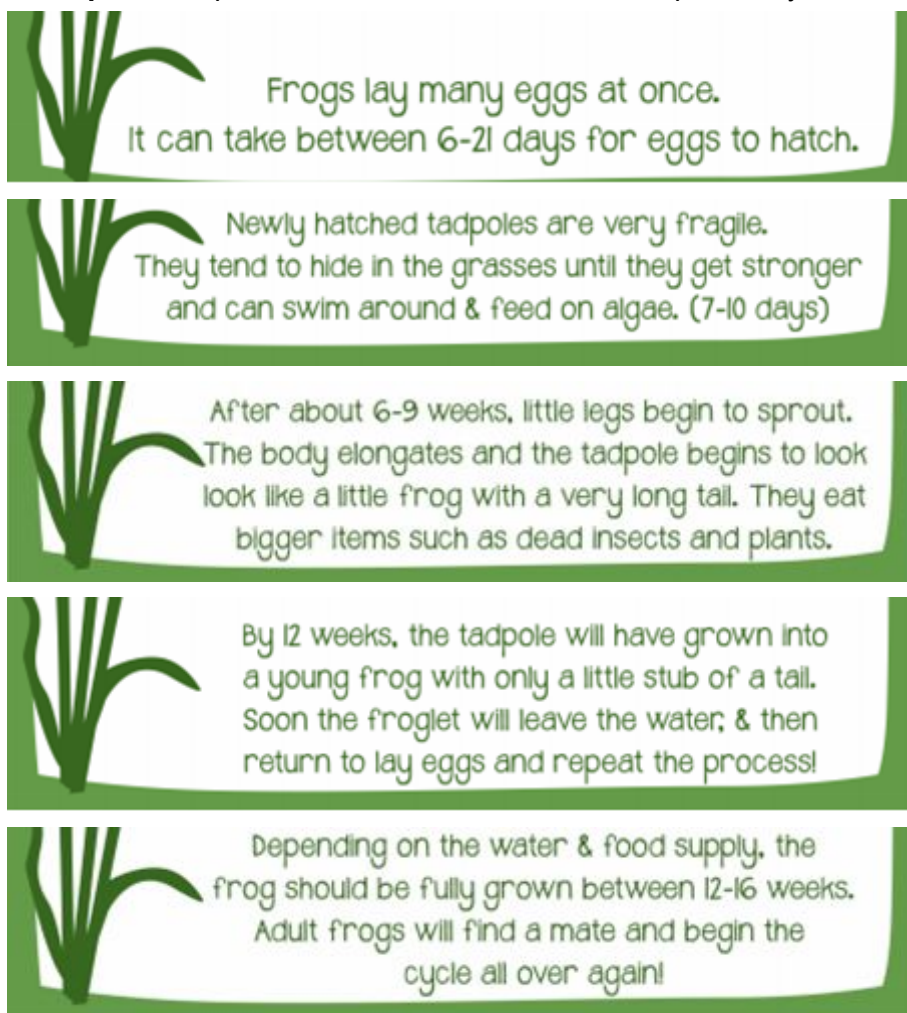 Frogs lay many eggs at once.
It can take between 6-21 days for eggs to hatch.
Newly hatched tadpoles are very fragile.
They tend to hide in the grasses until they get stronger
and can swim around & feed on algae. (7-10 days)
After about 6-9 weeks, little legs begin to sprout.
The body elongates and the tadpole begins to look
look like a little frog with a very long tail. They eat
bigger items such as dead insects and plants.
By 12 weeks, the tadpole will have grown into
a young frog with only a little stub of a tail.
Soon the froglet will leave the water, & then
return to lay eggs and repeat the process!
Depending on the water & food supply, the
frog should be fully grown between 12-16 weeks.
Adult frogs will find a mate and begin the
cycle all over again!